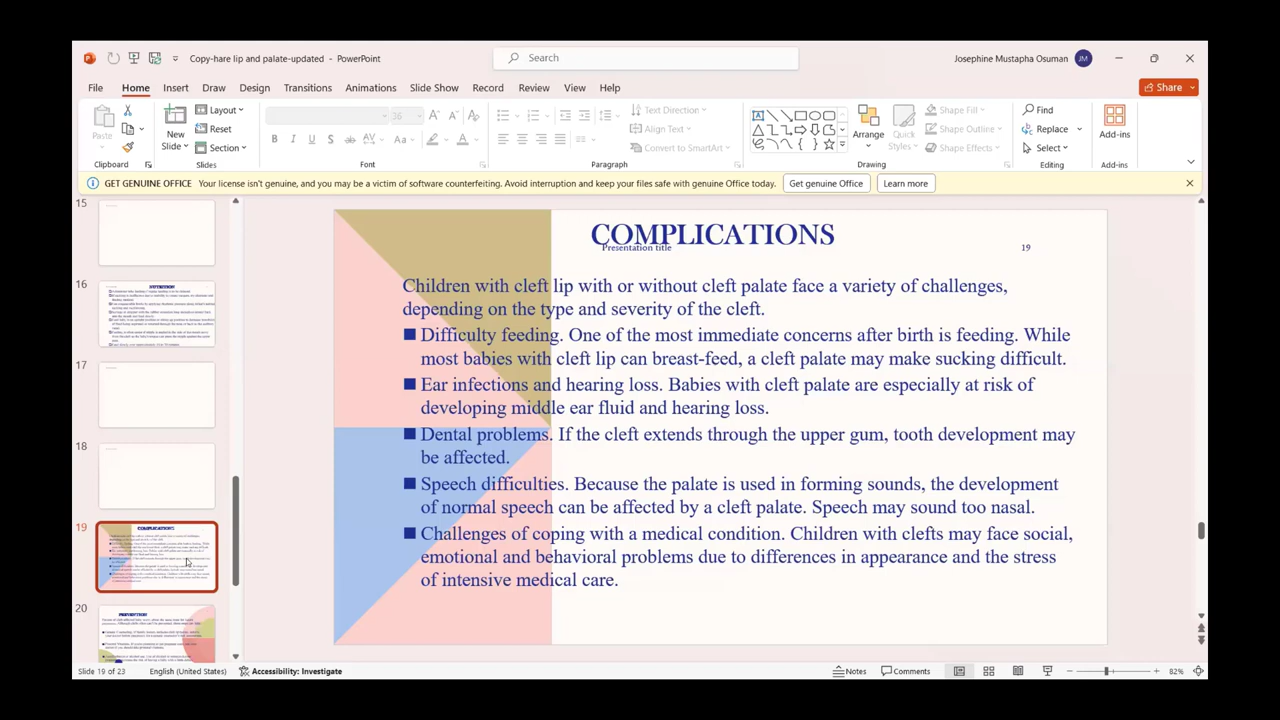 Copy-hare lip and palate-updated - PowerPoint
Search
Josephine Mustapha Osuman
JM
File Home Insert Draw Design Transitions Animations Slide Show Record Review View Help
Share
Paste
Clipboard
New
Slide
Layout
Reset
Section
Slides
36
B I U S ab AV Aa A
Font
Text Direction
Align Text
Convert to SmartArt
Paragraph
Arrange
Quick
Styles
Shape Fill
Shape Outline
Shape Effects
Drawing
Find
Replace
Select
Editing
Add-ins
Add-ins
GET GENUINE OFFICE Your license isn't genuine, and you may be a victim of software counterfeiting. Avoid interruption and keep your files safe with genuine Office today. Get genuine Office Learn more
15
16
NUTRITION
17
18
19
COMPLICATIONS
20
PREVENTION
COMPLICATIONS
Presentation title 19
Children with cleft lip with or without cleft palate face a variety of challenges,
depending on the type and severity of the cleft.
■ Difficulty feeding. One of the most immediate concerns after birth is feeding. While
most babies with cleft lip can breast-feed, a cleft palate may make sucking difficult.
■ Ear infections and hearing loss. Babies with cleft palate are especially at risk of
developing middle ear fluid and hearing loss.
■ Dental problems. If the cleft extends through the upper gum, tooth development may
be affected.
■ Speech difficulties. Because the palate is used in forming sounds, the development
of normal speech can be affected by a cleft palate. Speech may sound too nasal.
■ Challenges of coping with a medical condition. Children with clefts may face social,
emotional and behavioral problems due to differences in appearance and the stress
of intensive medical care.
Slide 19 of 23 English (United States) Accessibility: Investigate Notes Comments 82%